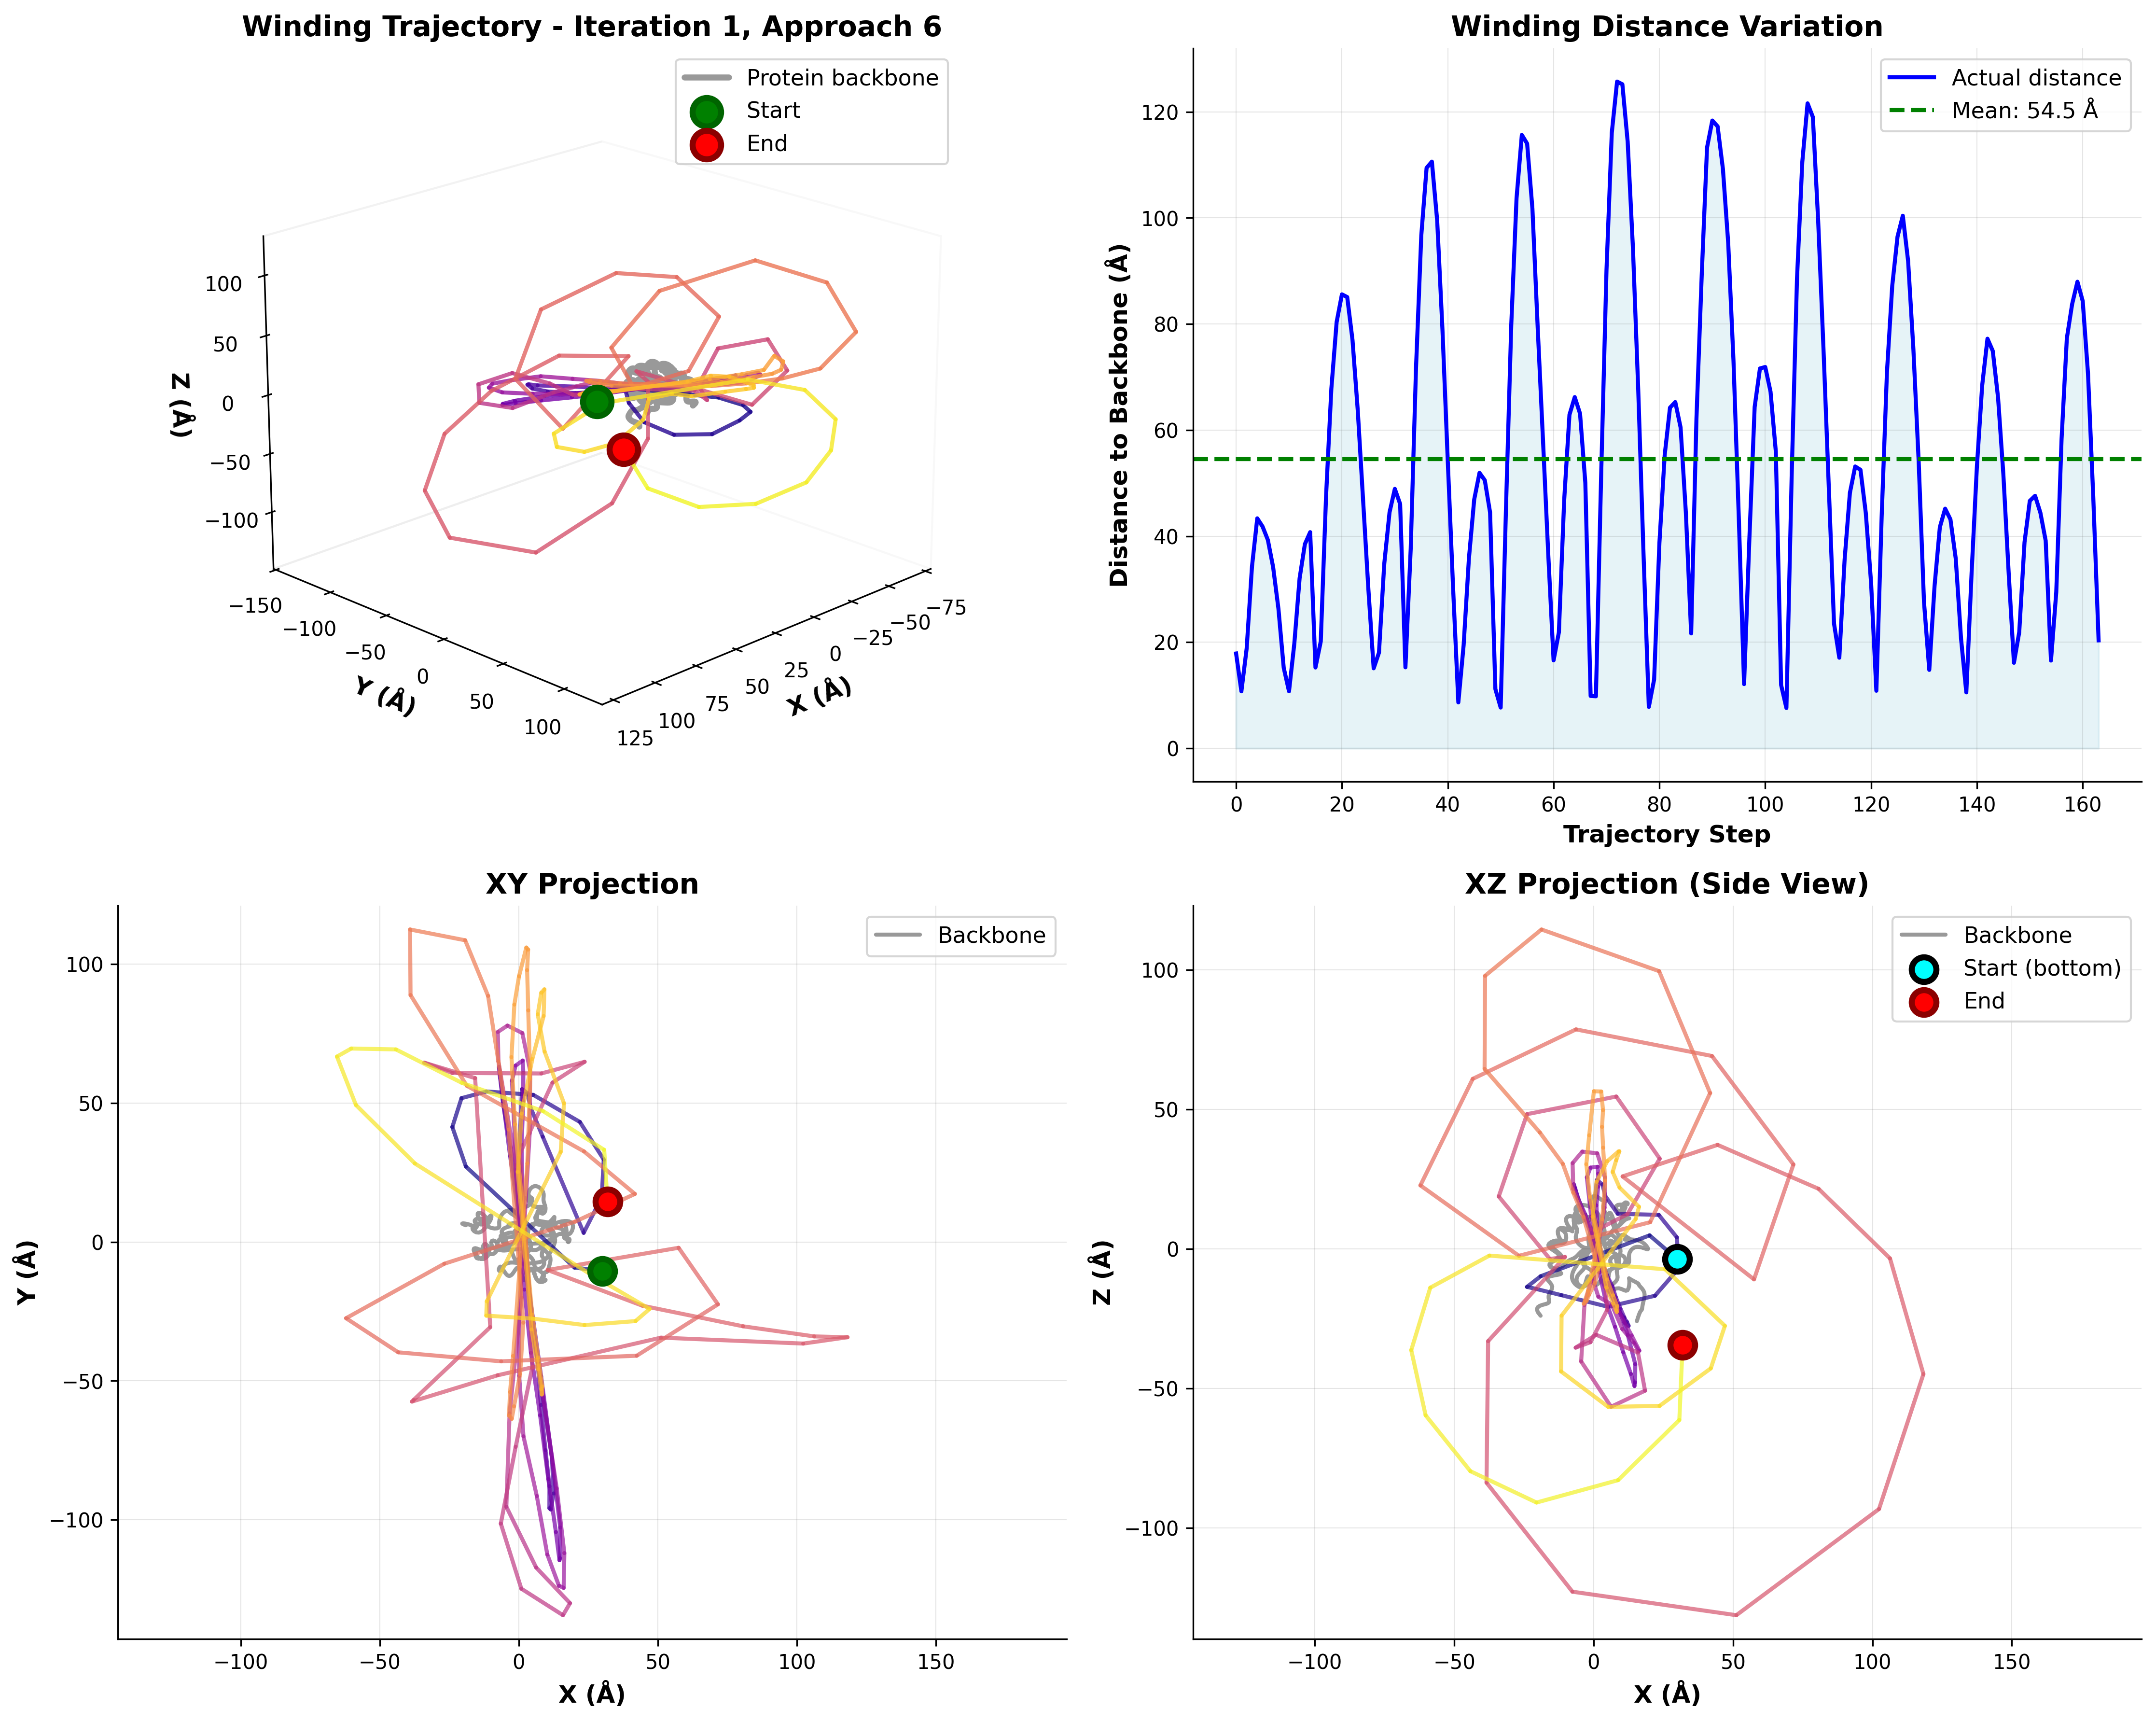 Winding Trajectory - Iteration 1, Approach 6
Protein backbone
Start
End
100
50
0
−50
−100
Z (Å)
−150
−100
−50
0
50
100
Y (Å)
125
100
75
50
25
0
−25
−50
−75
X (Å)
Winding Distance Variation
Actual distance
Mean: 54.5 Å
120
100
80
60
40
20
0
Distance to Backbone (Å)
0 20 40 60 80 100 120 140 160
Trajectory Step
XY Projection
Backbone
100
50
0
−50
−100
Y (Å)
−100 −50 0 50 100 150
X (Å)
XZ Projection (Side View)
Backbone
Start (bottom)
End
100
50
0
−50
−100
Z (Å)
−100 −50 0 50 100 150
X (Å)